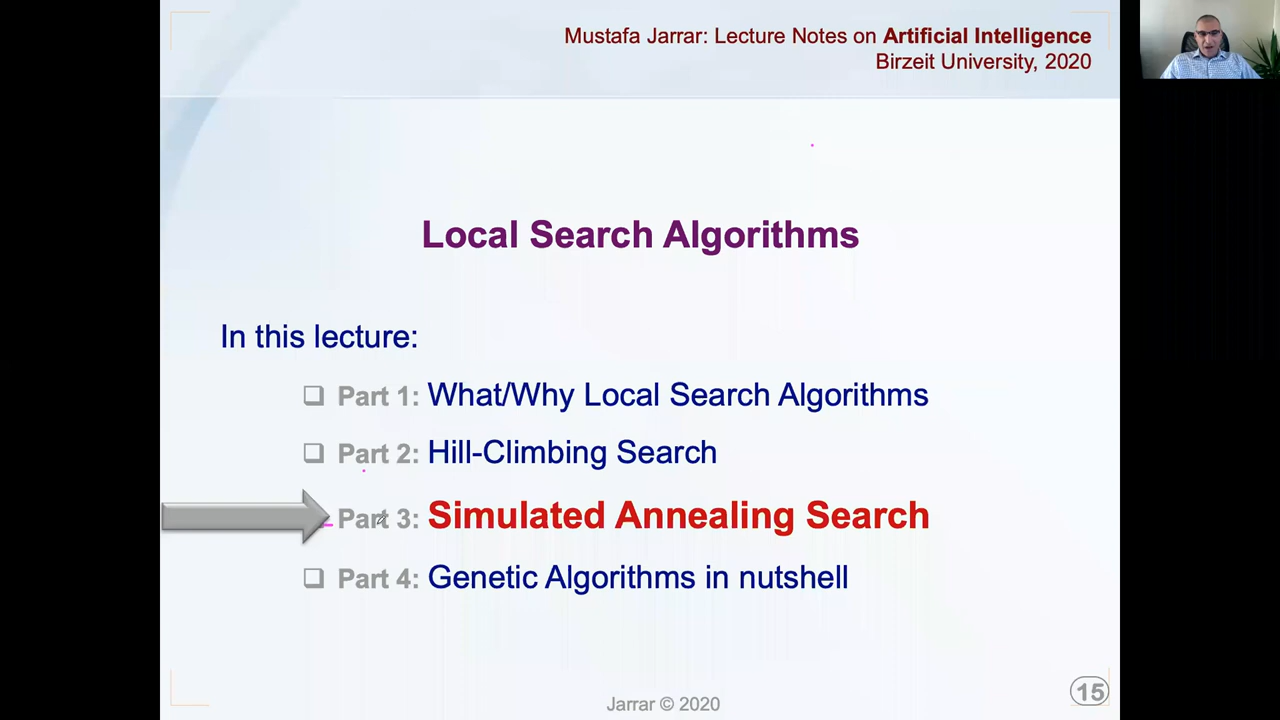 Mustafa Jarrar: Lecture Notes on Artificial Intelligence
Birzeit University, 2020
Local Search Algorithms
In this lecture:
Part 1: What/Why Local Search Algorithms
Part 2: Hill-Climbing Search
Part 3: Simulated Annealing Search
Part 4: Genetic Algorithms in nutshell
Jarrar © 2020
15